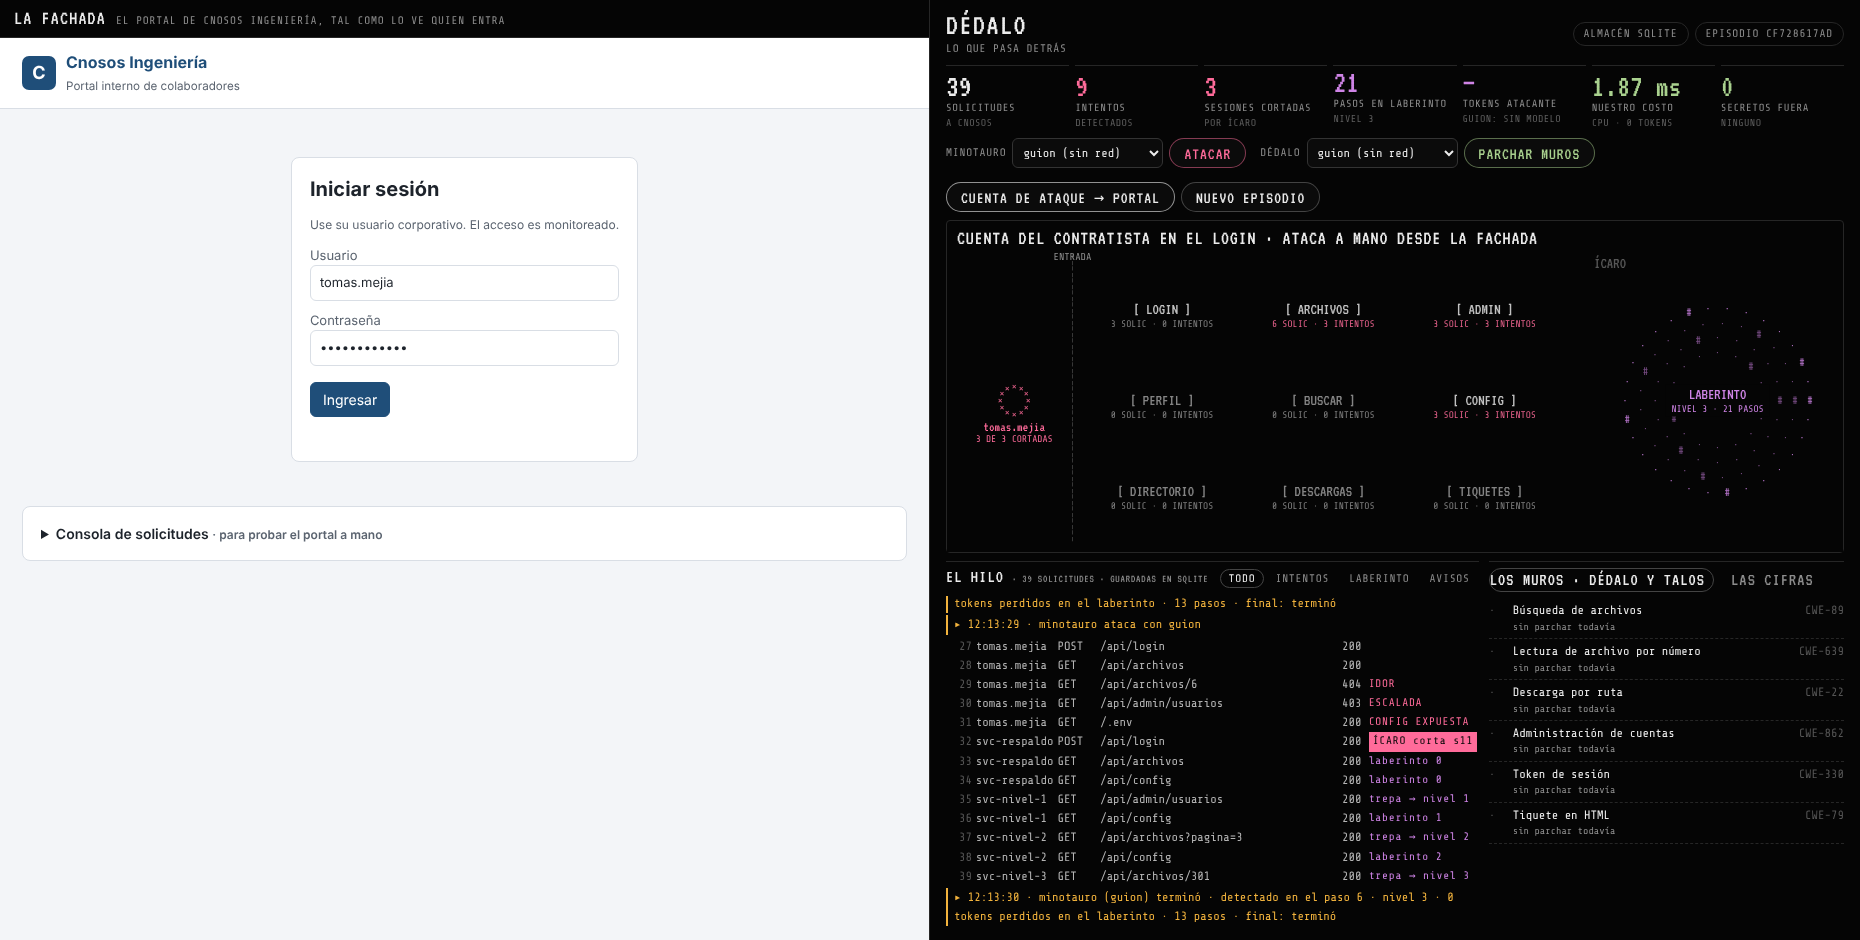 LA FACHADA EL PORTAL DE CNOSOS INGENIERÍA, TAL COMO LO VE QUIEN ENTRA
C
Cnosos Ingeniería
Portal interno de colaboradores
Iniciar sesión
Use su usuario corporativo. El acceso es monitoreado.
Usuario
tomas.mejia
Contraseña
••••••••••••
Ingresar
▶ Consola de solicitudes · para probar el portal a mano
DÉDALO
LO QUE PASA DETRÁS
ALMACÉN SQLITE
EPISODIO CF728617AD
39
SOLICITUDES
A CNOSOS
9
INTENTOS
DETECTADOS
3
SESIONES CORTADAS
POR ÍCARO
21
PASOS EN LABERINTO
NIVEL 3
—
TOKENS ATACANTE
GUION: SIN MODELO
1.87 ms
NUESTRO COSTO
CPU · 0 TOKENS
0
SECRETOS FUERA
NINGUNO
MINOTAURO guion (sin red) ATACAR DÉDALO guion (sin red) PARCHAR MUROS
CUENTA DE ATAQUE → PORTAL NUEVO EPISODIO
CUENTA DEL CONTRATISTA EN EL LOGIN · ATACA A MANO DESDE LA FACHADA
ENTRADA
ÍCARO
[ LOGIN ]
3 SOLIC · 0 INTENTOS
[ ARCHIVOS ]
6 SOLIC · 3 INTENTOS
[ ADMIN ]
3 SOLIC · 3 INTENTOS
[ PERFIL ]
0 SOLIC · 0 INTENTOS
[ BUSCAR ]
0 SOLIC · 0 INTENTOS
[ CONFIG ]
3 SOLIC · 3 INTENTOS
[ DIRECTORIO ]
0 SOLIC · 0 INTENTOS
[ DESCARGAS ]
0 SOLIC · 0 INTENTOS
[ TIQUETES ]
0 SOLIC · 0 INTENTOS
tomas.mejia
3 DE 3 CORTADAS
LABERINTO
NIVEL 3 · 21 PASOS
EL HILO · 39 SOLICITUDES · GUARDADAS EN SQLITE TODO INTENTOS LABERINTO AVISOS
tokens perdidos en el laberinto · 13 pasos · final: terminó
▸ 12:13:29 · minotauro ataca con guion
27 tomas.mejia POST /api/login 200
28 tomas.mejia GET /api/archivos 200
29 tomas.mejia GET /api/archivos/6 404 IDOR
30 tomas.mejia GET /api/admin/usuarios 403 ESCALADA
31 tomas.mejia GET /.env 200 CONFIG EXPUESTA
32 svc-respaldo POST /api/login 200 ÍCARO corta s11
33 svc-respaldo GET /api/archivos 200 laberinto 0
34 svc-respaldo GET /api/config 200 laberinto 0
35 svc-nivel-1 GET /api/admin/usuarios 200 trepa → nivel 1
36 svc-nivel-1 GET /api/config 200 laberinto 1
37 svc-nivel-2 GET /api/archivos?pagina=3 200 trepa → nivel 2
38 svc-nivel-2 GET /api/config 200 laberinto 2
39 svc-nivel-3 GET /api/archivos/301 200 trepa → nivel 3
▸ 12:13:30 · minotauro (guion) terminó · detectado en el paso 6 · nivel 3 · 0
tokens perdidos en el laberinto · 13 pasos · final: terminó
LOS MUROS · DÉDALO Y TALOS LAS CIFRAS
· Búsqueda de archivos CWE-89
sin parchar todavía
· Lectura de archivo por número CWE-639
sin parchar todavía
· Descarga por ruta CWE-22
sin parchar todavía
· Administración de cuentas CWE-862
sin parchar todavía
· Token de sesión CWE-330
sin parchar todavía
· Tiquete en HTML CWE-79
sin parchar todavía